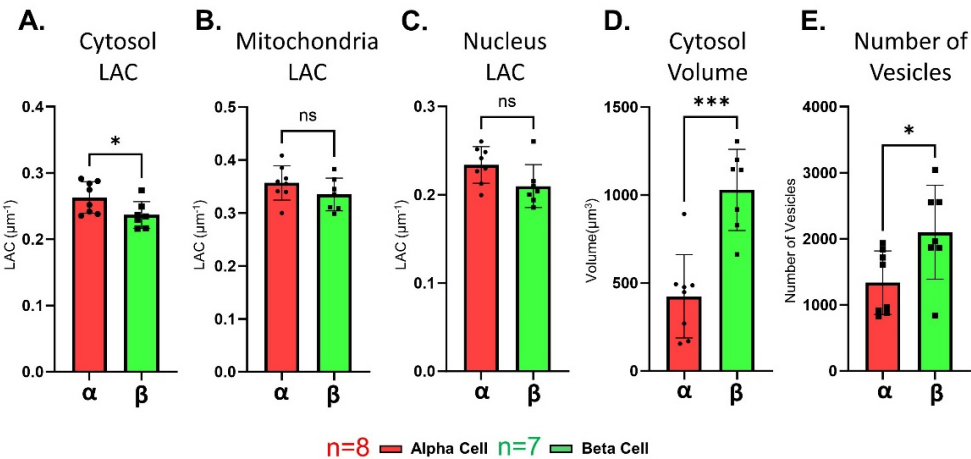 A.
Cytosol
LAC
0.4
0.3
0.2
0.1
0.0
LAC (µm⁻¹)
*
α
β
B.
Mitochondria
LAC
0.5
0.4
0.3
0.2
0.1
0.0
LAC (µm⁻¹)
ns
α
β
C.
Nucleus
LAC
0.3
0.2
0.1
0.0
LAC (µm⁻¹)
ns
α
β
D.
Cytosol
Volume
1500
1000
500
0
Volume(µm³)
***
α
β
E.
Number of
Vesicles
4000
3000
2000
1000
0
Number of Vesicles
*
α
β
n=8 Alpha Cell n=7 Beta Cell